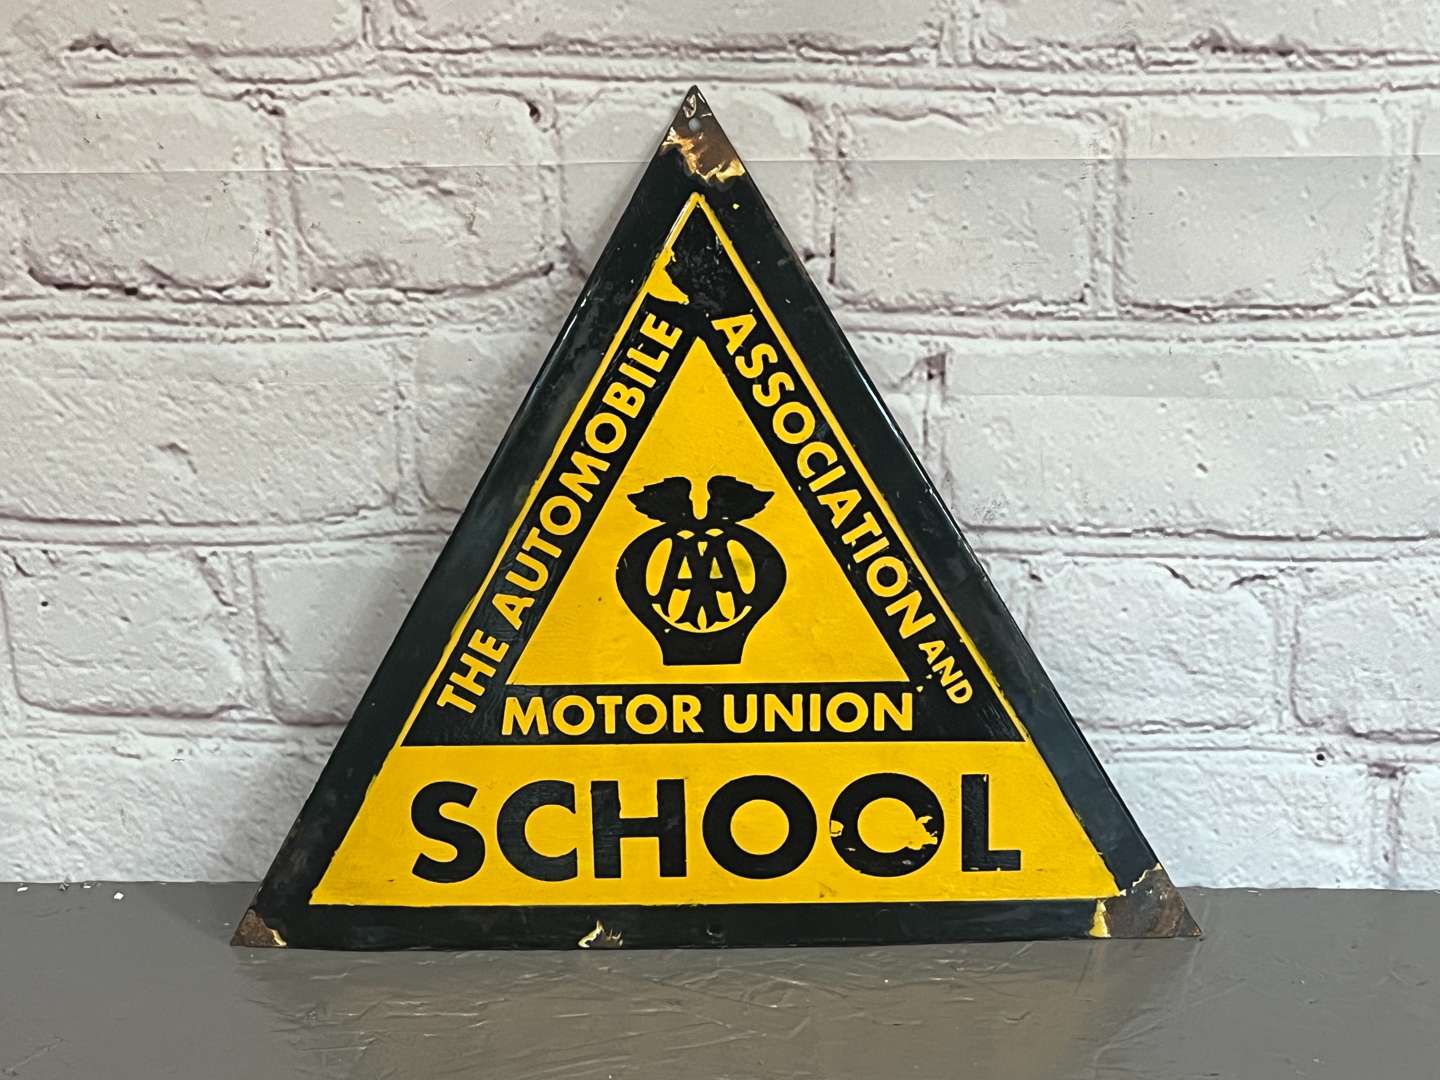 THE AUTOMOBILE
ASSOCIATION AND
MOTOR UNION
AA
SCHOOL